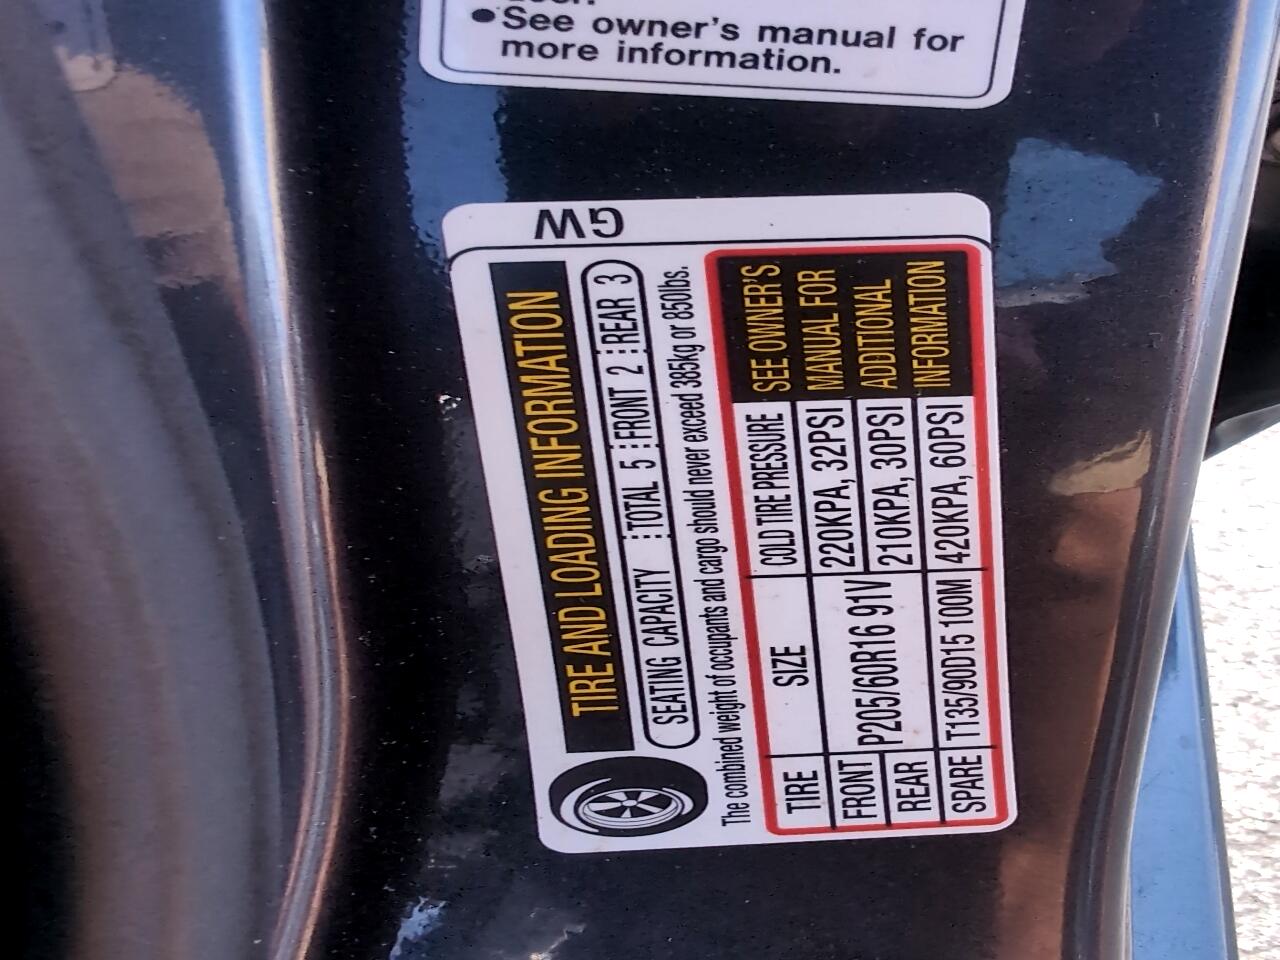 • See owner's manual for
more information.
GW
TIRE AND LOADING INFORMATION
SEATING CAPACITY TOTAL 5 FRONT 2 REAR 3
The combined weight of occupants and cargo should never exceed 385kg or 850lbs.
TIRE SIZE COLD TIRE PRESSURE
FRONT P205/60R16 91V 220KPA, 32PSI
REAR 210KPA, 30PSI
SPARE T135/90D15 100M 420KPA, 60PSI
SEE OWNER'S
MANUAL FOR
ADDITIONAL
INFORMATION